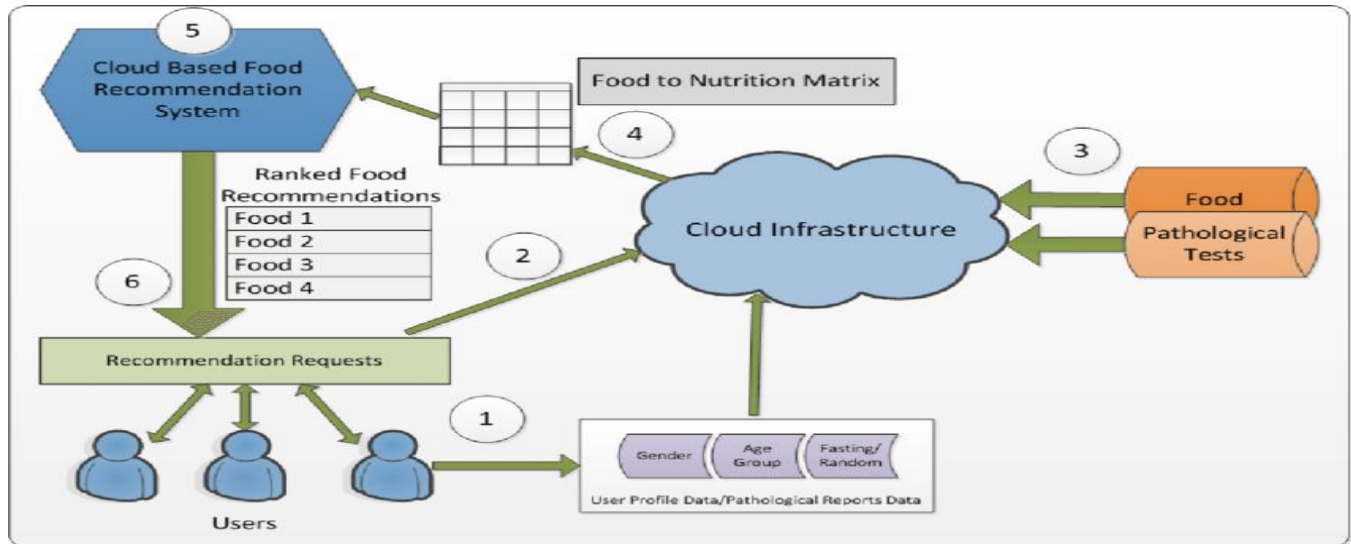 5
Cloud Based Food
Recommendation
System
Food to Nutrition Matrix
4
3
Food
Pathological
Tests
Cloud Infrastructure
Ranked Food
Recommendations
Food 1
Food 2
Food 3
Food 4
2
6
Recommendation Requests
1
Gender
Age
Group
Fasting/
Random
User Profile Data/Pathological Reports Data
Users